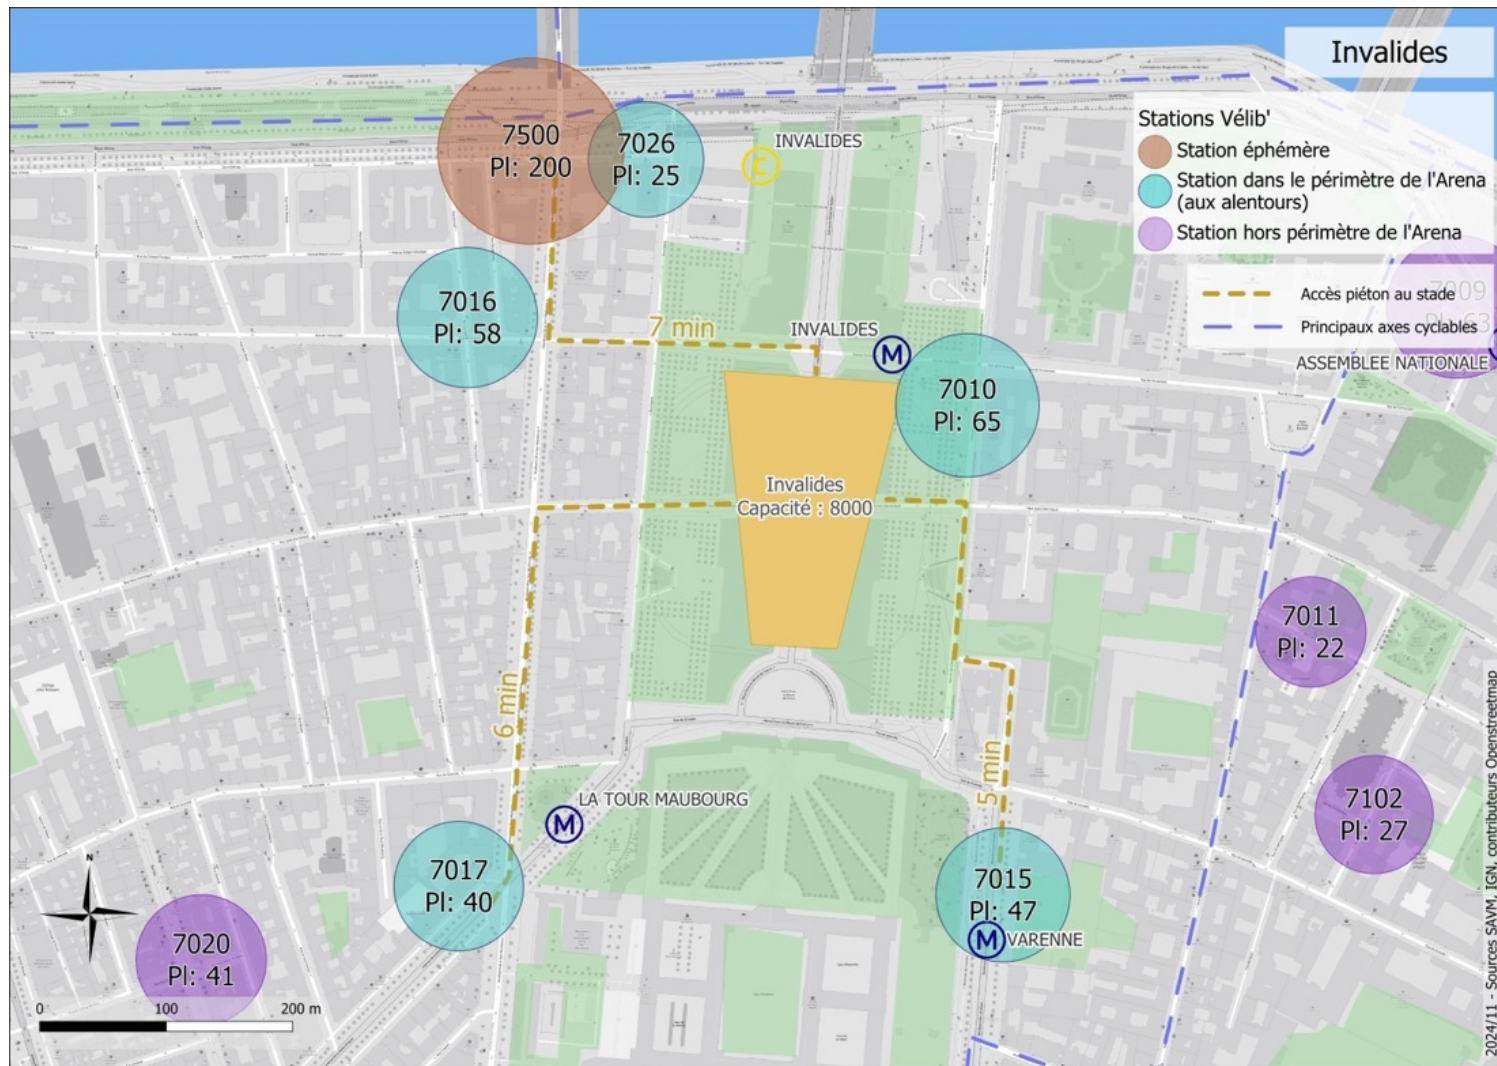 Invalides
Stations Vélib'
Station éphémère
Station dans le périmètre de l'Arena
(aux alentours)
Station hors périmètre de l'Arena
Accès piéton au stade
Principaux axes cyclables
7500
Pl: 200
7026
Pl: 25
INVALIDES
C
7016
Pl: 58
7 min
INVALIDES
M
7009
Pl: 63
ASSEMBLEE NATIONALE
7010
Pl: 65
Invalides
Capacité : 8000
7011
Pl: 22
6 min
5 min
LA TOUR MAUBOURG
M
7102
Pl: 27
7017
Pl: 40
7015
Pl: 47
M VARENNE
N
7020
Pl: 41
0 100 200 m
2024/11 - Sources SAVM, IGN, contributeurs Openstreetmap